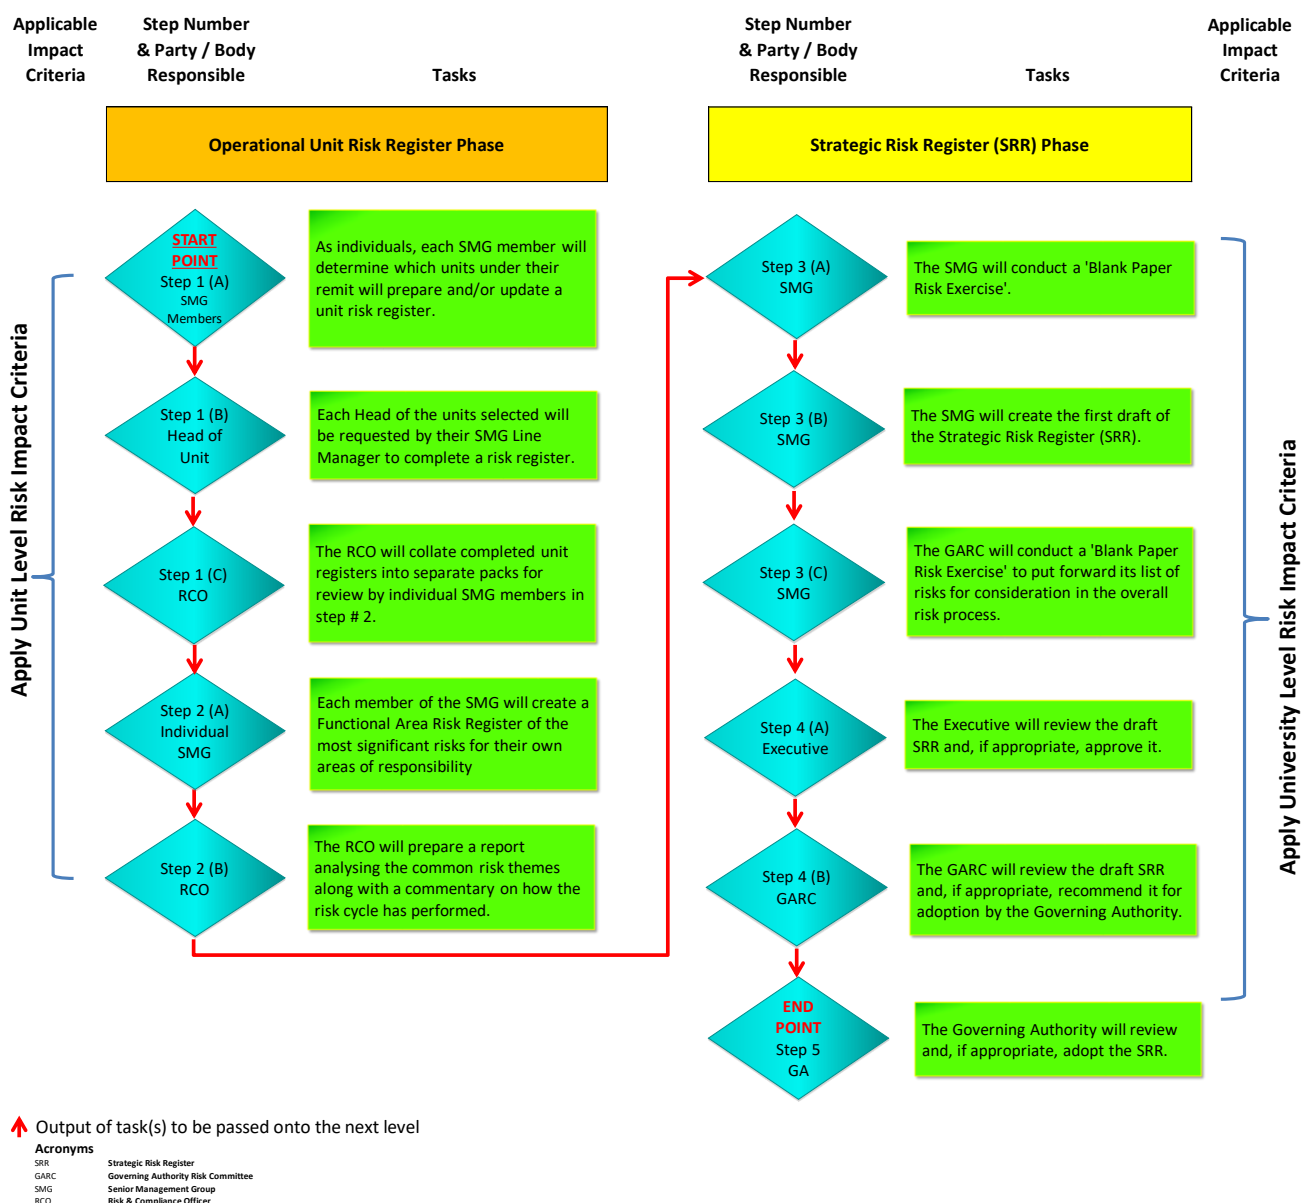 Applicable
Impact
Criteria
Step Number
& Party / Body
Responsible
Tasks
Step Number
& Party / Body
Responsible
Tasks
Applicable
Impact
Criteria
Operational Unit Risk Register Phase
Strategic Risk Register (SRR) Phase
Apply Unit Level Risk Impact Criteria
START
POINT
Step 1 (A)
SMG
Members
As individuals, each SMG member will
determine which units under their
remit will prepare and/or update a
unit risk register.
Step 1 (B)
Head of
Unit
Each Head of the units selected will
be requested by their SMG Line
Manager to complete a risk register.
Step 1 (C)
RCO
The RCO will collate completed unit
registers into separate packs for
review by individual SMG members in
step # 2.
Step 2 (A)
Individual
SMG
Each member of the SMG will create a
Functional Area Risk Register of the
most significant risks for their own
areas of responsibility
Step 2 (B)
RCO
The RCO will prepare a report
analysing the common risk themes
along with a commentary on how the
risk cycle has performed.
Step 3 (A)
SMG
The SMG will conduct a 'Blank Paper
Risk Exercise'.
Step 3 (B)
SMG
The SMG will create the first draft of
the Strategic Risk Register (SRR).
Step 3 (C)
SMG
The GARC will conduct a 'Blank Paper
Risk Exercise' to put forward its list of
risks for consideration in the overall
risk process.
Step 4 (A)
Executive
The Executive will review the draft
SRR and, if appropriate, approve it.
Step 4 (B)
GARC
The GARC will review the draft SRR
and, if appropriate, recommend it for
adoption by the Governing Authority.
END
POINT
Step 5
GA
The Governing Authority will review
and, if appropriate, adopt the SRR.
Apply University Level Risk Impact Criteria
Output of task(s) to be passed onto the next level
Acronyms
SRR Strategic Risk Register
GARC Governing Authority Risk Committee
SMG Senior Management Group
RCO Risk & Compliance Officer